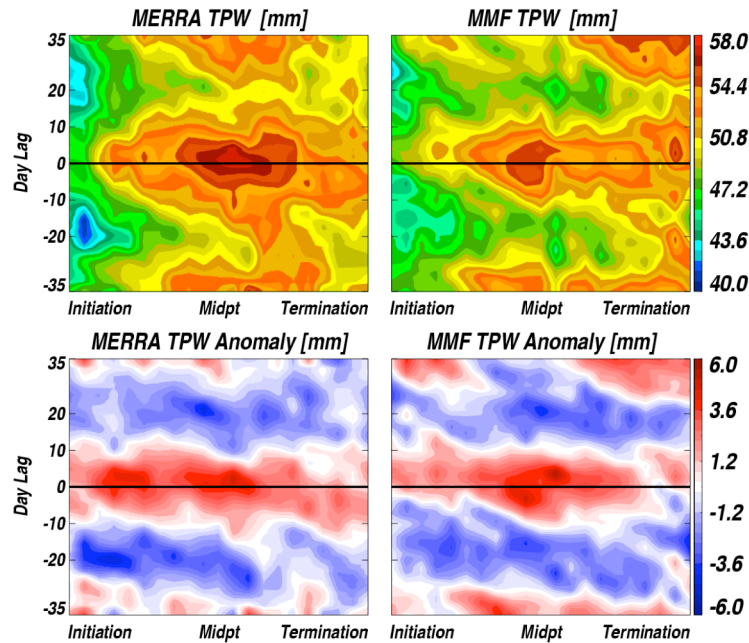 MERRA TPW [mm]
MMF TPW [mm]
35
20
10
0
-10
-20
-35
Day Lag
58.0
54.4
50.8
47.2
43.6
40.0
Initiation Midpt Termination
Initiation Midpt Termination
MERRA TPW Anomaly [mm]
MMF TPW Anomaly [mm]
35
20
10
0
-10
-20
-35
Day Lag
6.0
3.6
1.2
-1.2
-3.6
-6.0
Initiation Midpt Termination
Initiation Midpt Termination